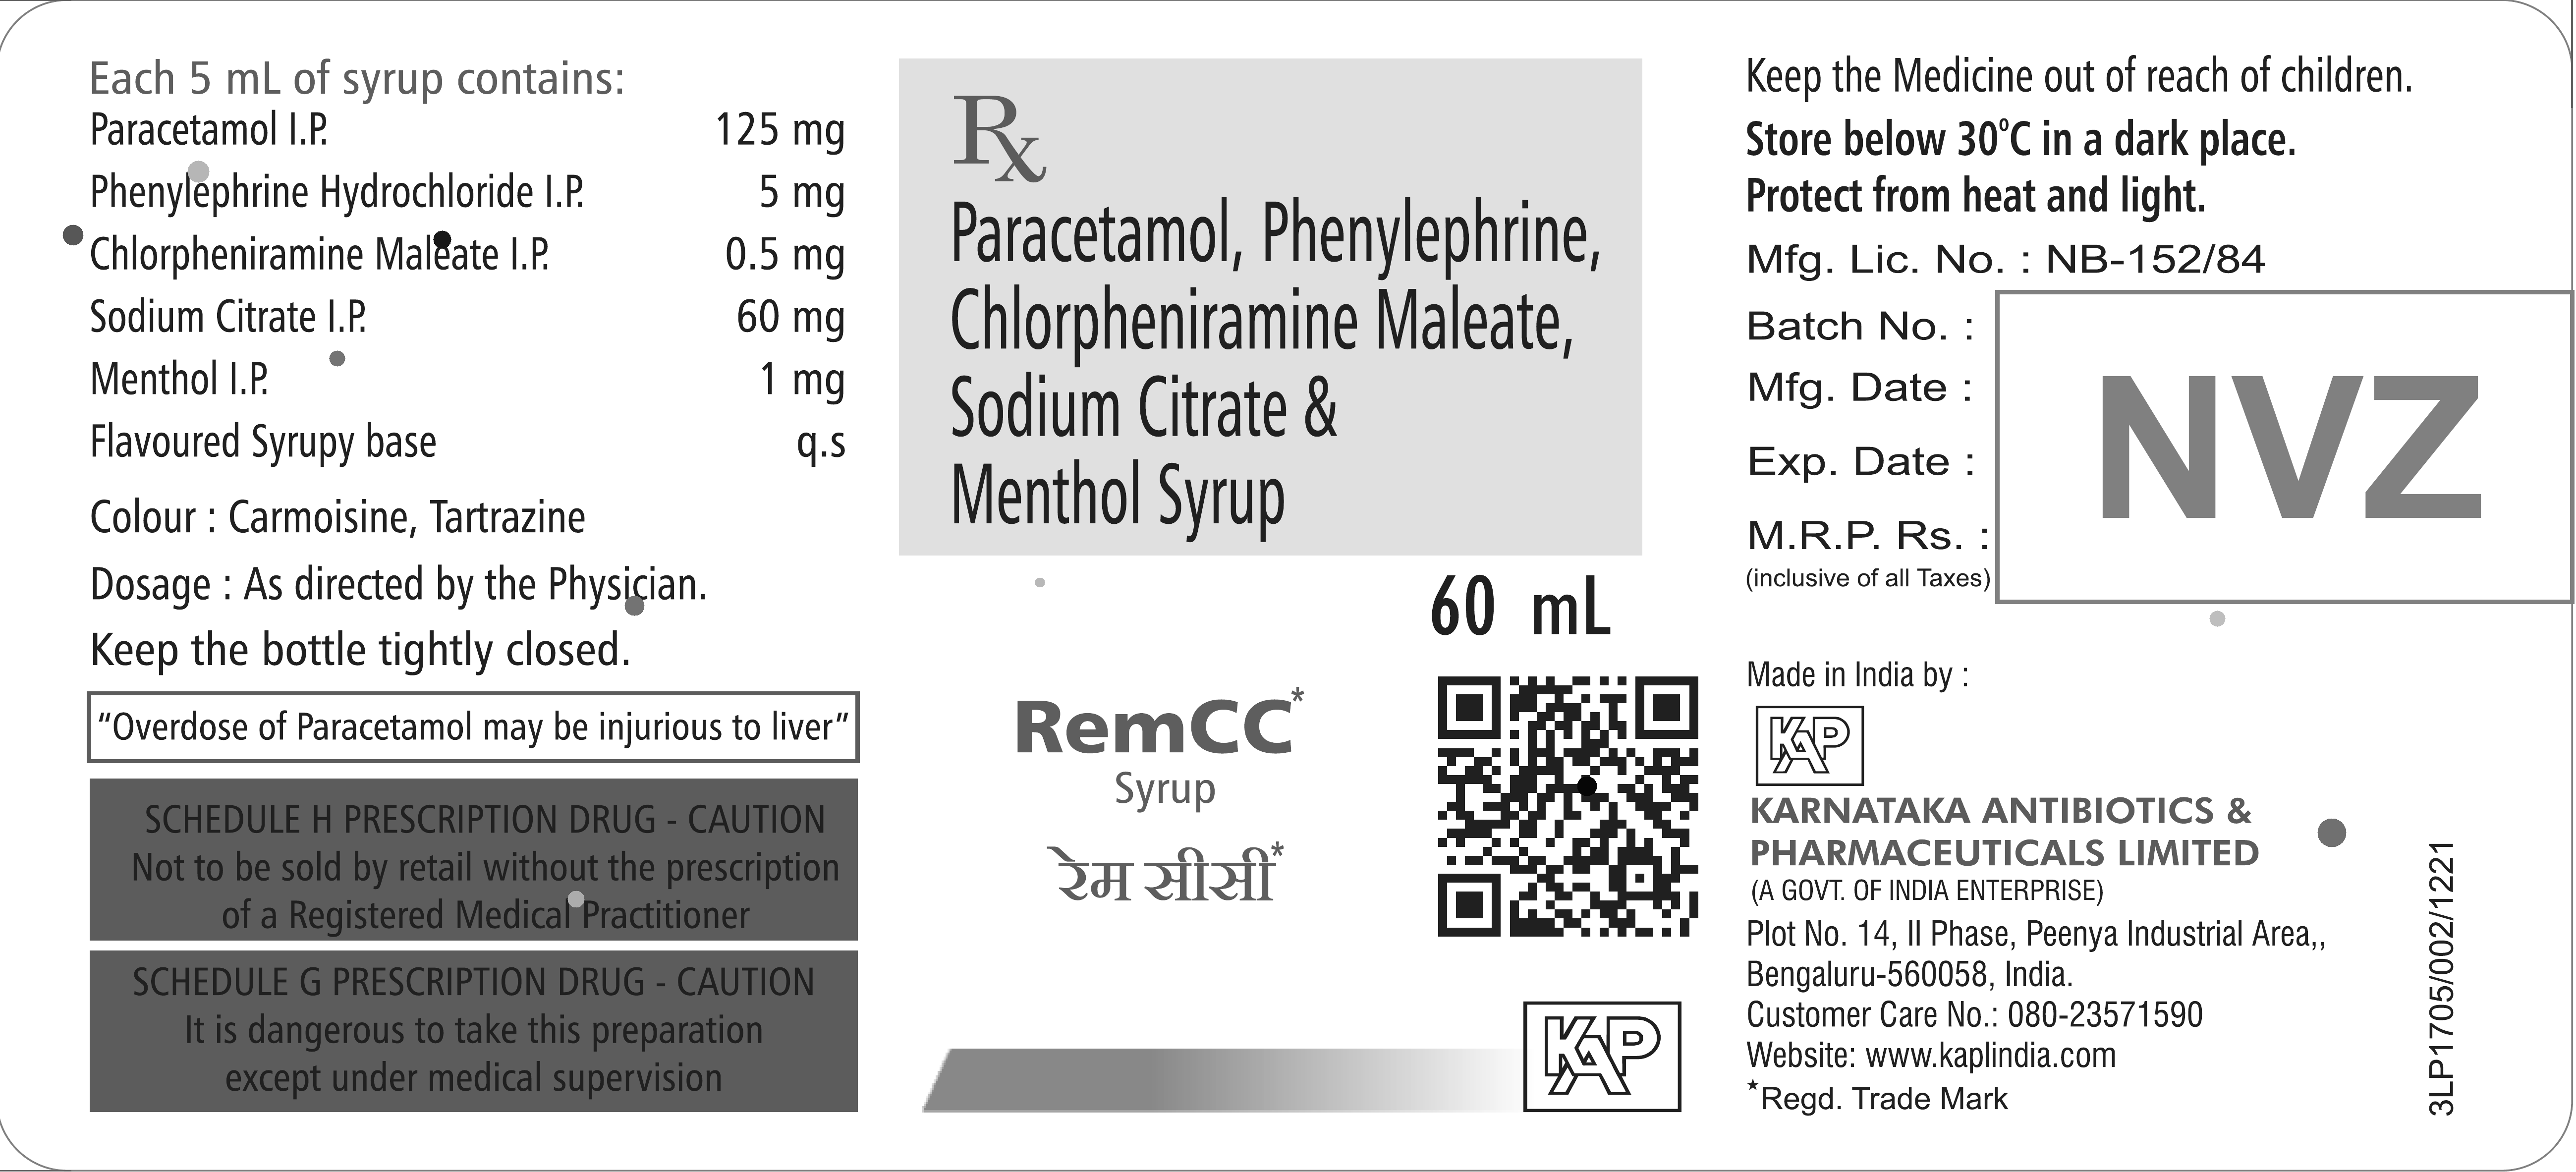 Each 5 mL of syrup contains:
Paracetamol I.P. 125 mg
Phenylephrine Hydrochloride I.P. 5 mg
Chlorpheniramine Maleate I.P. 0.5 mg
Sodium Citrate I.P. 60 mg
Menthol I.P. 1 mg
Flavoured Syrupy base q.s
Colour : Carmoisine, Tartrazine
Dosage : As directed by the Physician.
Keep the bottle tightly closed.
“Overdose of Paracetamol may be injurious to liver”
SCHEDULE H PRESCRIPTION DRUG - CAUTION
Not to be sold by retail without the prescription
of a Registered Medical Practitioner
SCHEDULE G PRESCRIPTION DRUG - CAUTION
It is dangerous to take this preparation
except under medical supervision
Rx
Paracetamol, Phenylephrine,
Chlorpheniramine Maleate,
Sodium Citrate &
Menthol Syrup
60 mL
RemCC*
Syrup
रेम सीसी*
KAP
Keep the Medicine out of reach of children.
Store below 30°C in a dark place.
Protect from heat and light.
Mfg. Lic. No. : NB-152/84
Batch No. :
Mfg. Date :
Exp. Date :
M.R.P. Rs. :
(inclusive of all Taxes)
NVZ
Made in India by :
KAP
KARNATAKA ANTIBIOTICS &
PHARMACEUTICALS LIMITED
(A GOVT. OF INDIA ENTERPRISE)
Plot No. 14, II Phase, Peenya Industrial Area,,
Bengaluru-560058, India.
Customer Care No.: 080-23571590
Website: www.kaplindia.com
*Regd. Trade Mark
3LP1705/002/1221